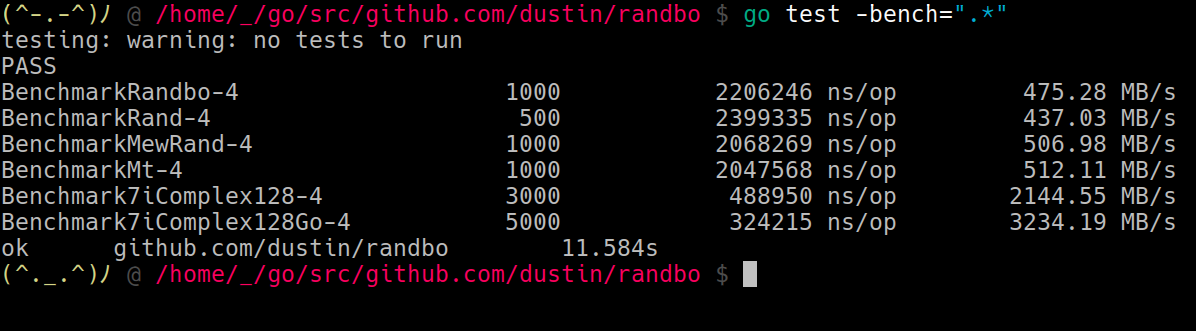 (^-.-^)ﾉ @ /home/_/go/src/github.com/dustin/randbo $ go test -bench=".*"
testing: warning: no tests to run
PASS
BenchmarkRandbo-4 1000 2206246 ns/op 475.28 MB/s
BenchmarkRand-4 500 2399335 ns/op 437.03 MB/s
BenchmarkMewRand-4 1000 2068269 ns/op 506.98 MB/s
BenchmarkMt-4 1000 2047568 ns/op 512.11 MB/s
Benchmark7iComplex128-4 3000 488950 ns/op 2144.55 MB/s
Benchmark7iComplex128Go-4 5000 324215 ns/op 3234.19 MB/s
ok github.com/dustin/randbo 11.584s
(^._.^)ﾉ @ /home/_/go/src/github.com/dustin/randbo $